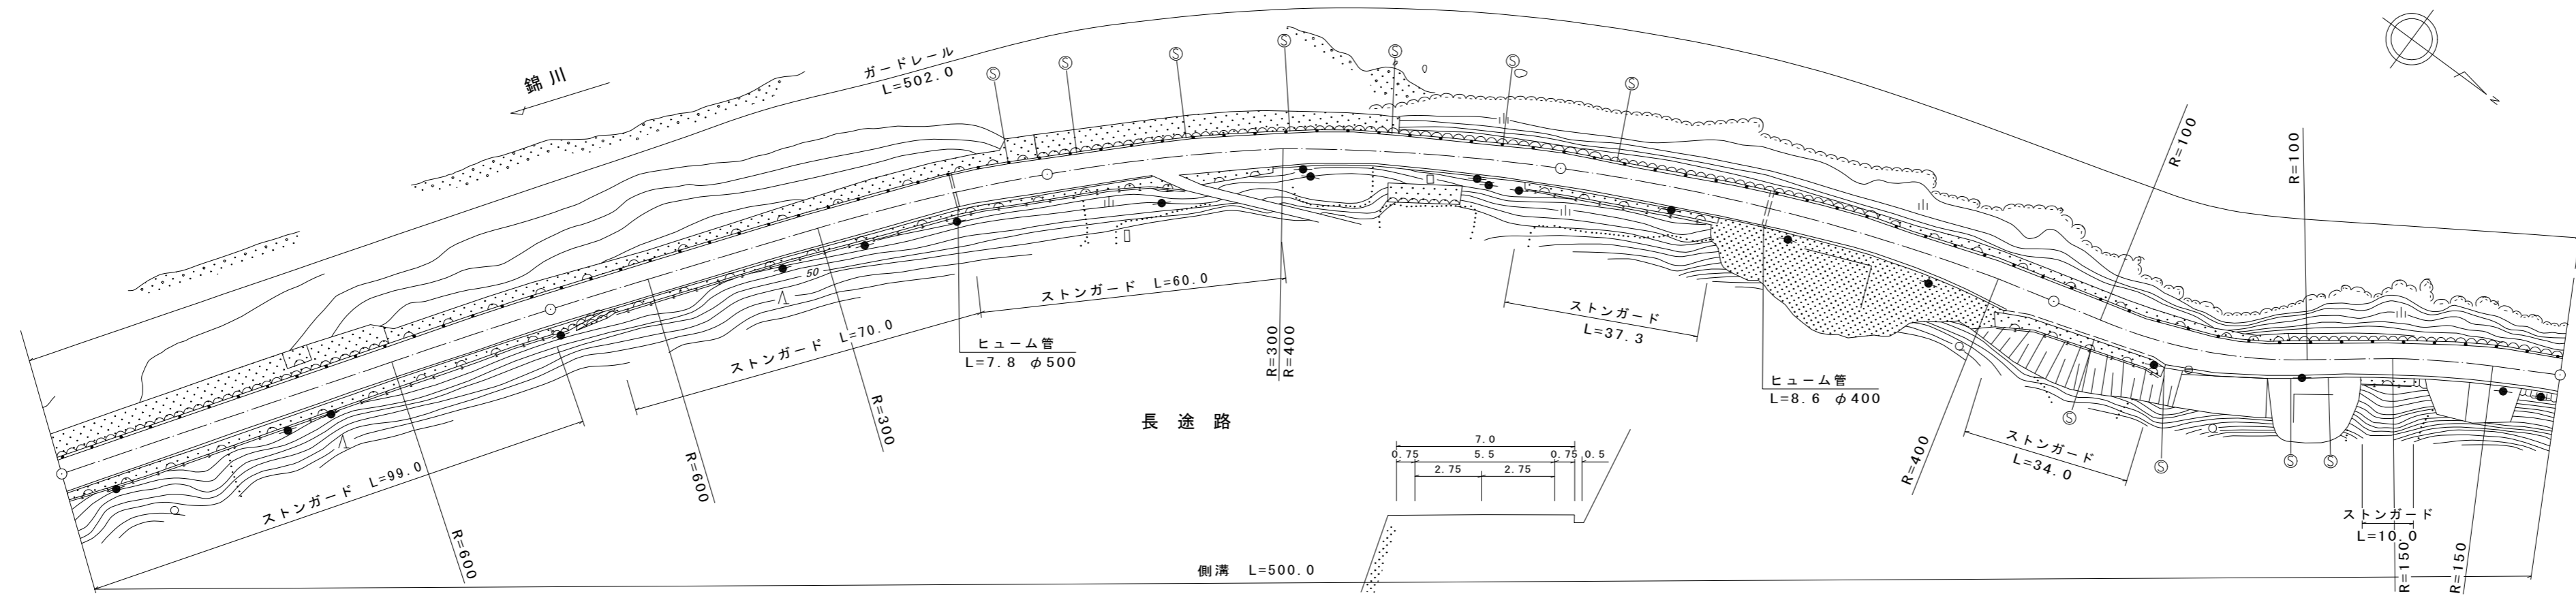 錦川
ガードレール
L=502.0
Ⓢ
Ⓢ
Ⓢ
Ⓢ
Ⓢ
Ⓢ
Ⓢ
N
R=100
R=100
50
ストンガード L=60.0
ストンガード L=70.0
ストンガード L=99.0
ヒューム管
L=7.8 φ500
R=300
R=400
R=300
R=600
R=600
ストンガード
L=37.3
ヒューム管
L=8.6 φ400
R=400
ストンガード
L=34.0
Ⓢ
Ⓢ
Ⓢ
Ⓢ
ストンガード
L=10.0
R=150
R=150
長途路
7.0
0.75 5.5 0.75 0.5
2.75 2.75
側溝 L=500.0